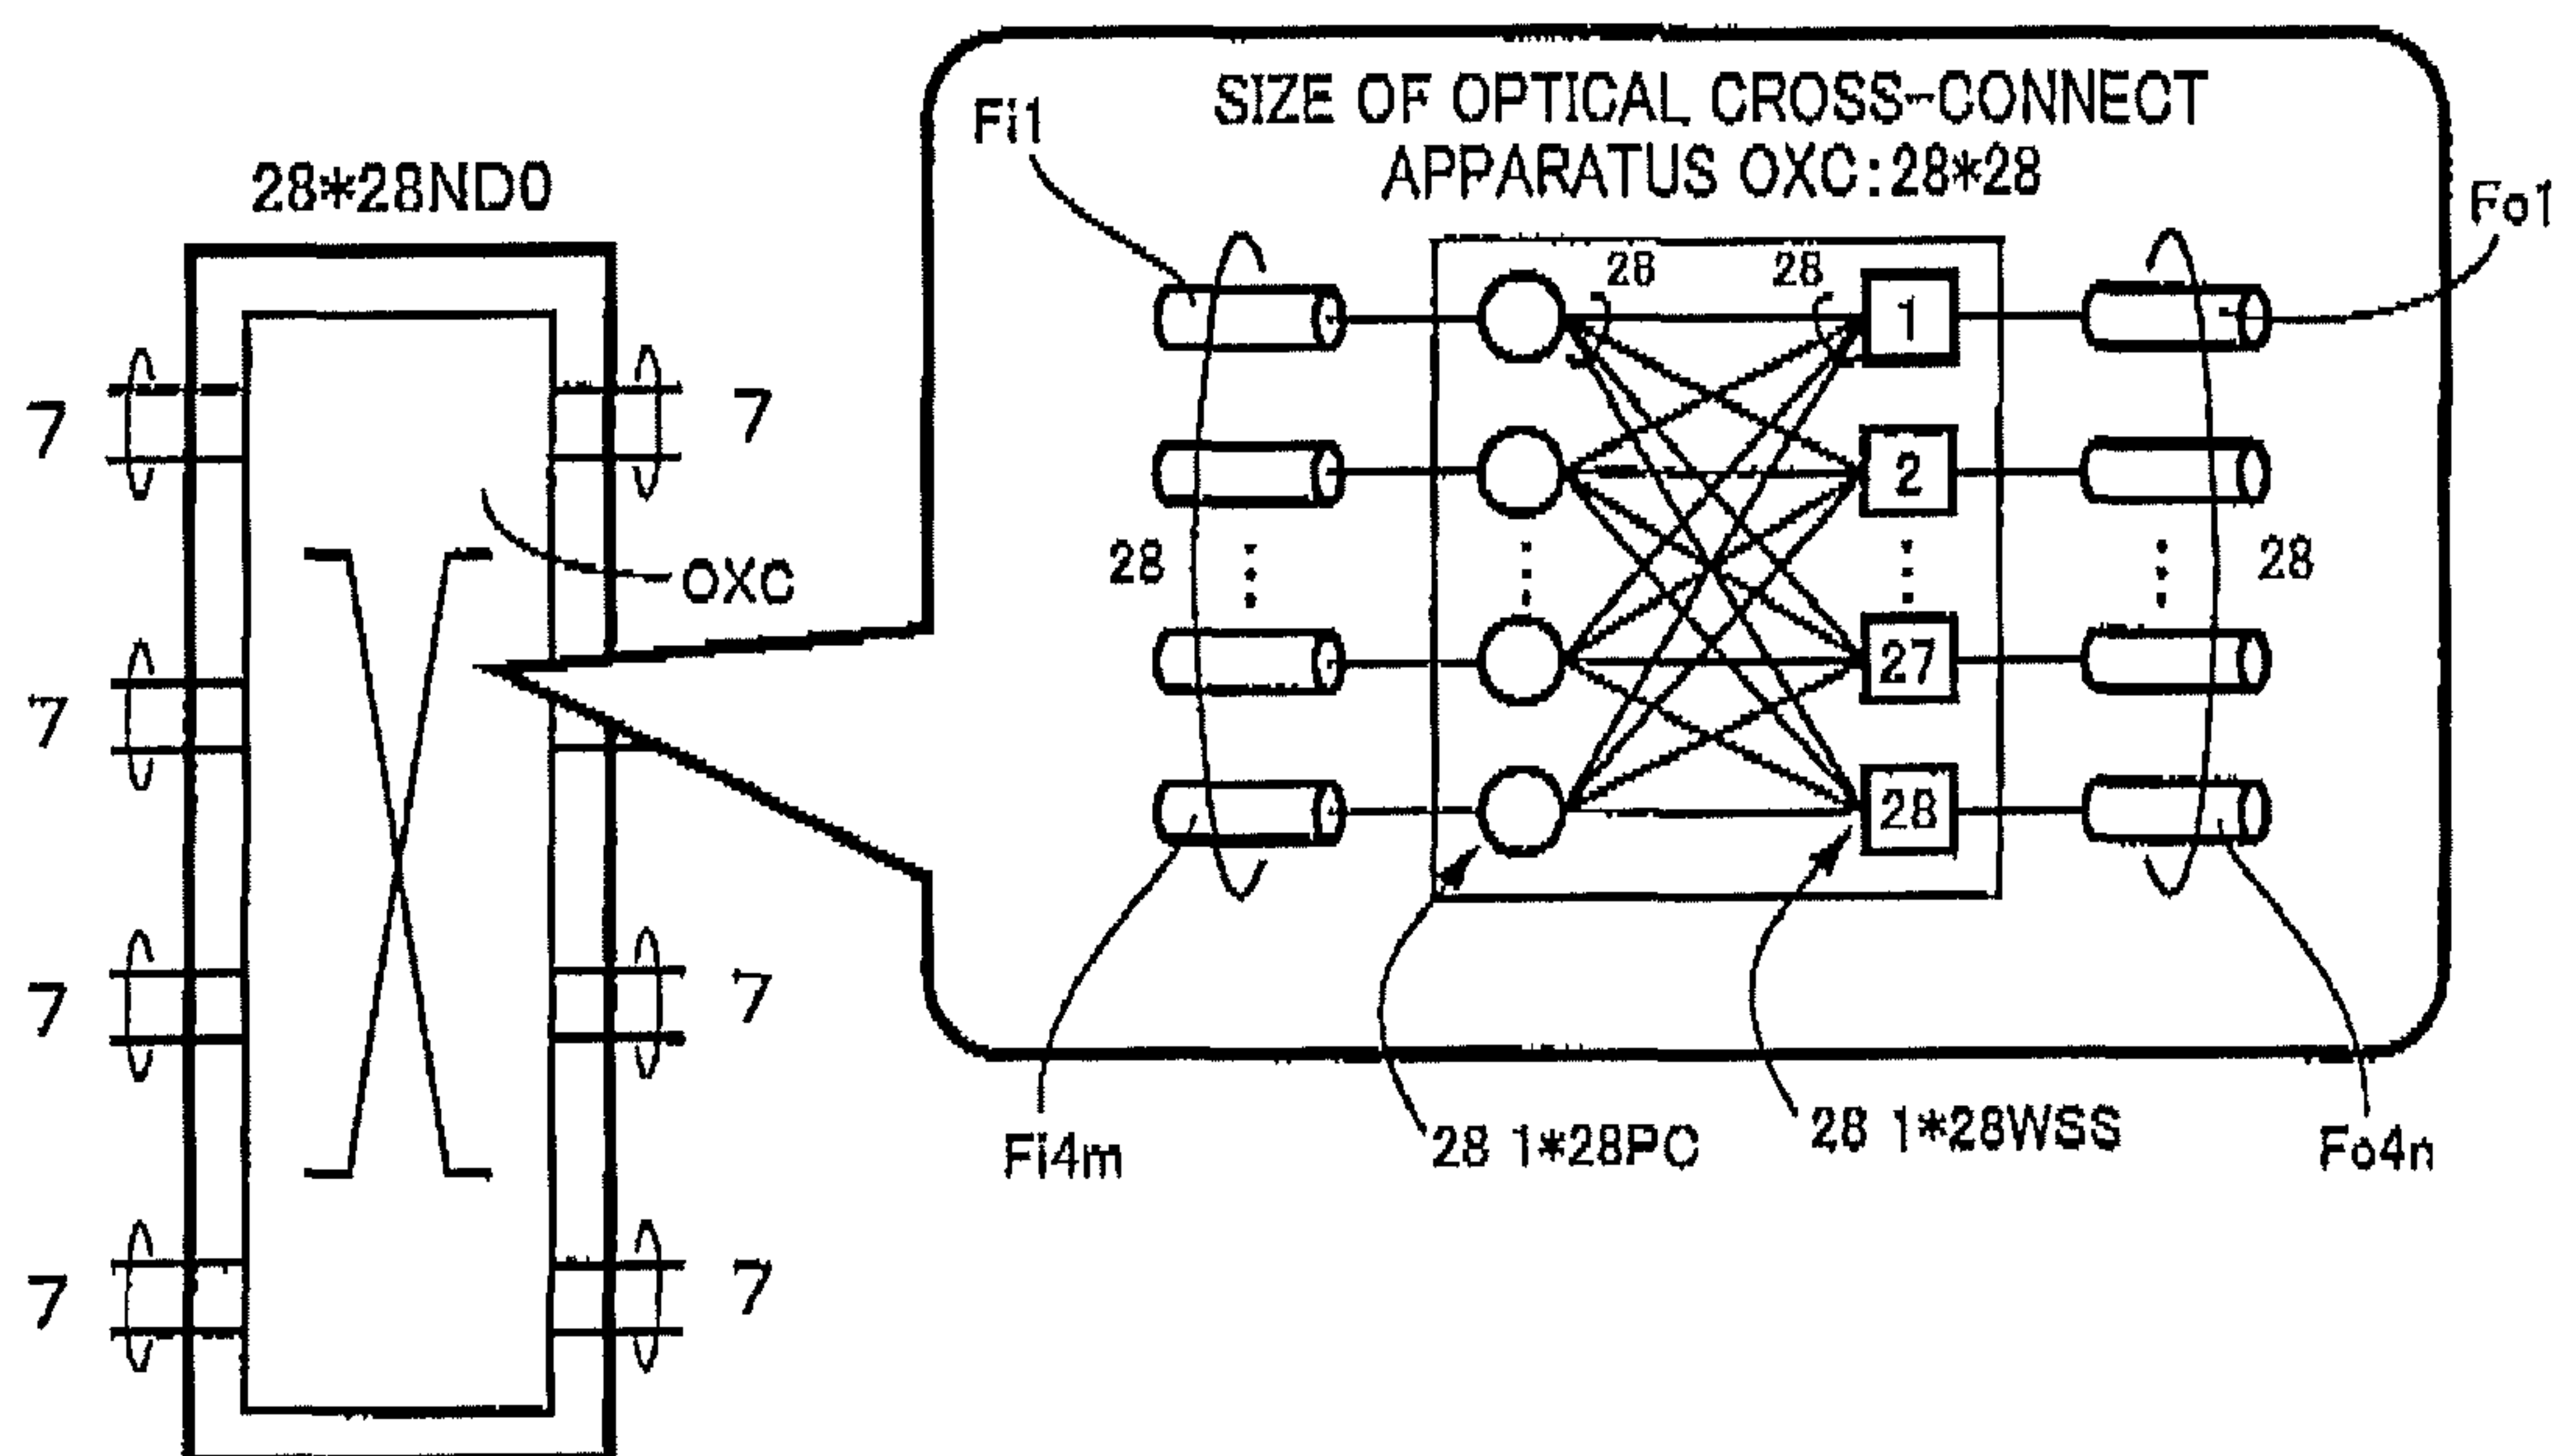 28*28ND0
7
7
7
7
7
7
7
OXC
SIZE OF OPTICAL CROSS-CONNECT
APPARATUS OXC:28*28
Fi1
Fo1
28
28
1
2
28
28
27
28
Fi4m
28 1*28PC
28 1*28WSS
Fo4n